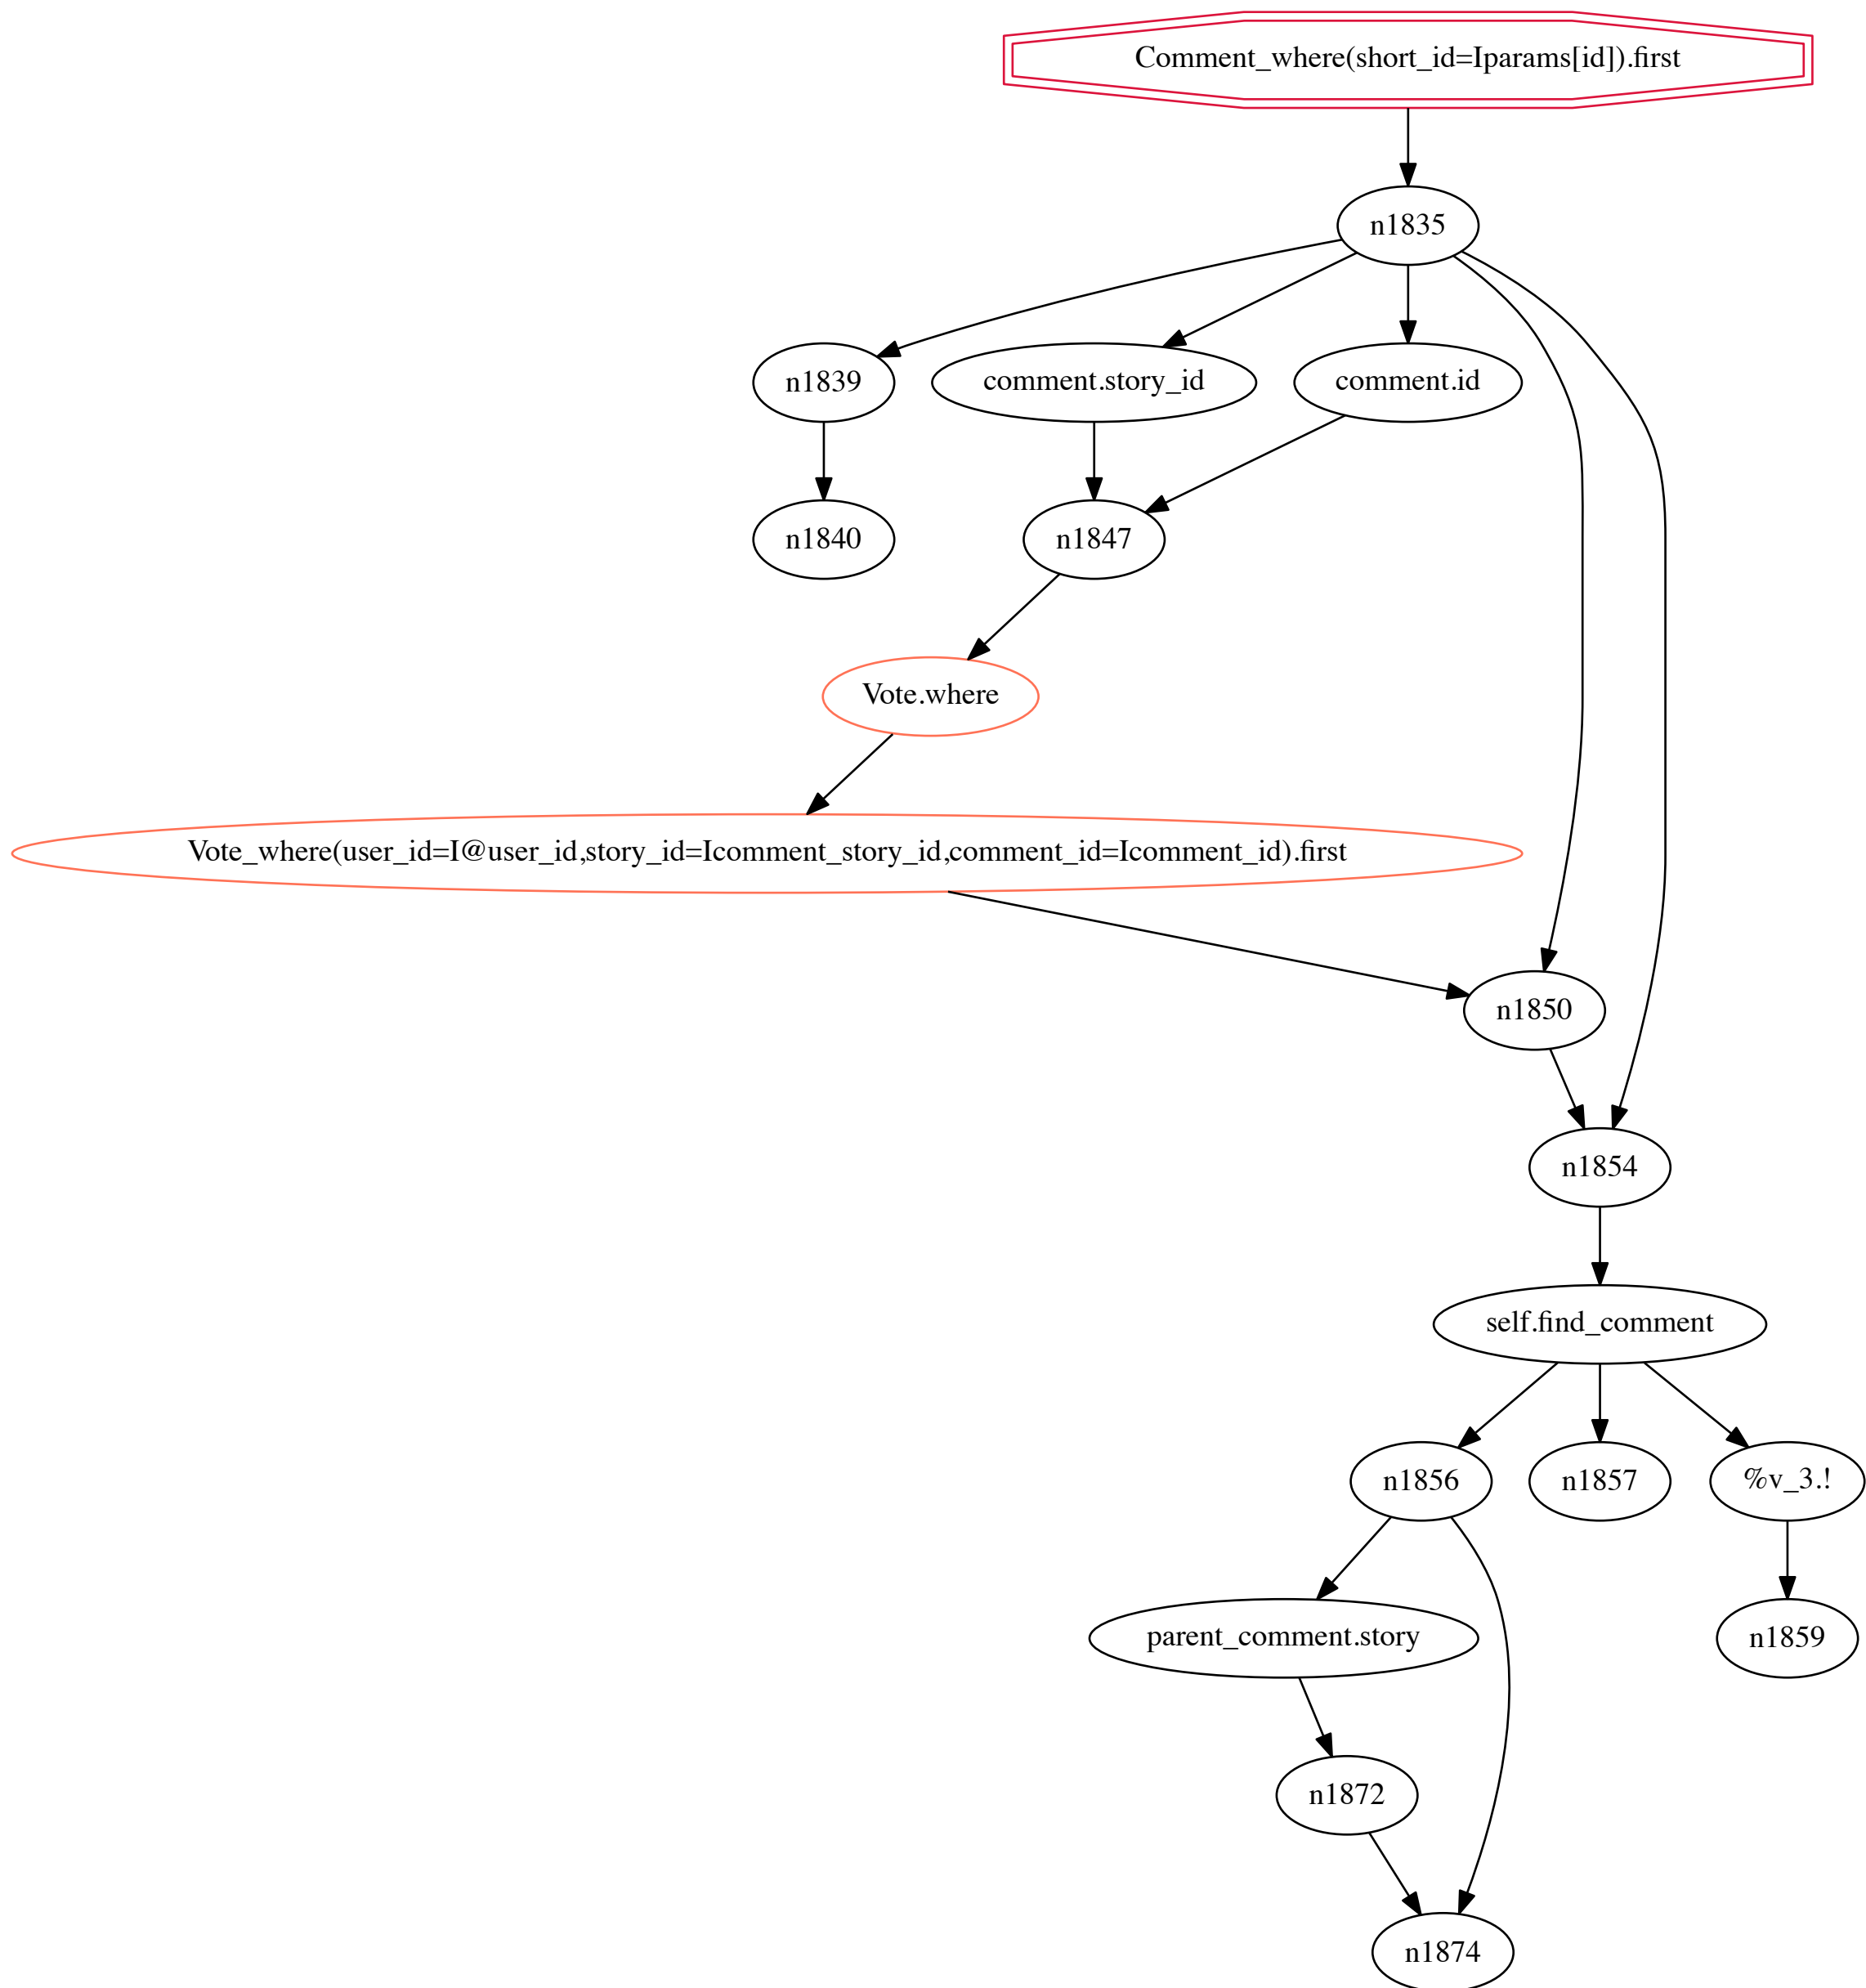 Comment_where(short_id=Iparams[id]).first
n1835
n1839
comment.story_id
comment.id
n1840
n1847
Vote.where
Vote_where(user_id=I@user_id,story_id=Icomment_story_id,comment_id=Icomment_id).first
n1850
n1854
self.find_comment
n1856
n1857
%v_3.!
parent_comment.story
n1859
n1872
n1874